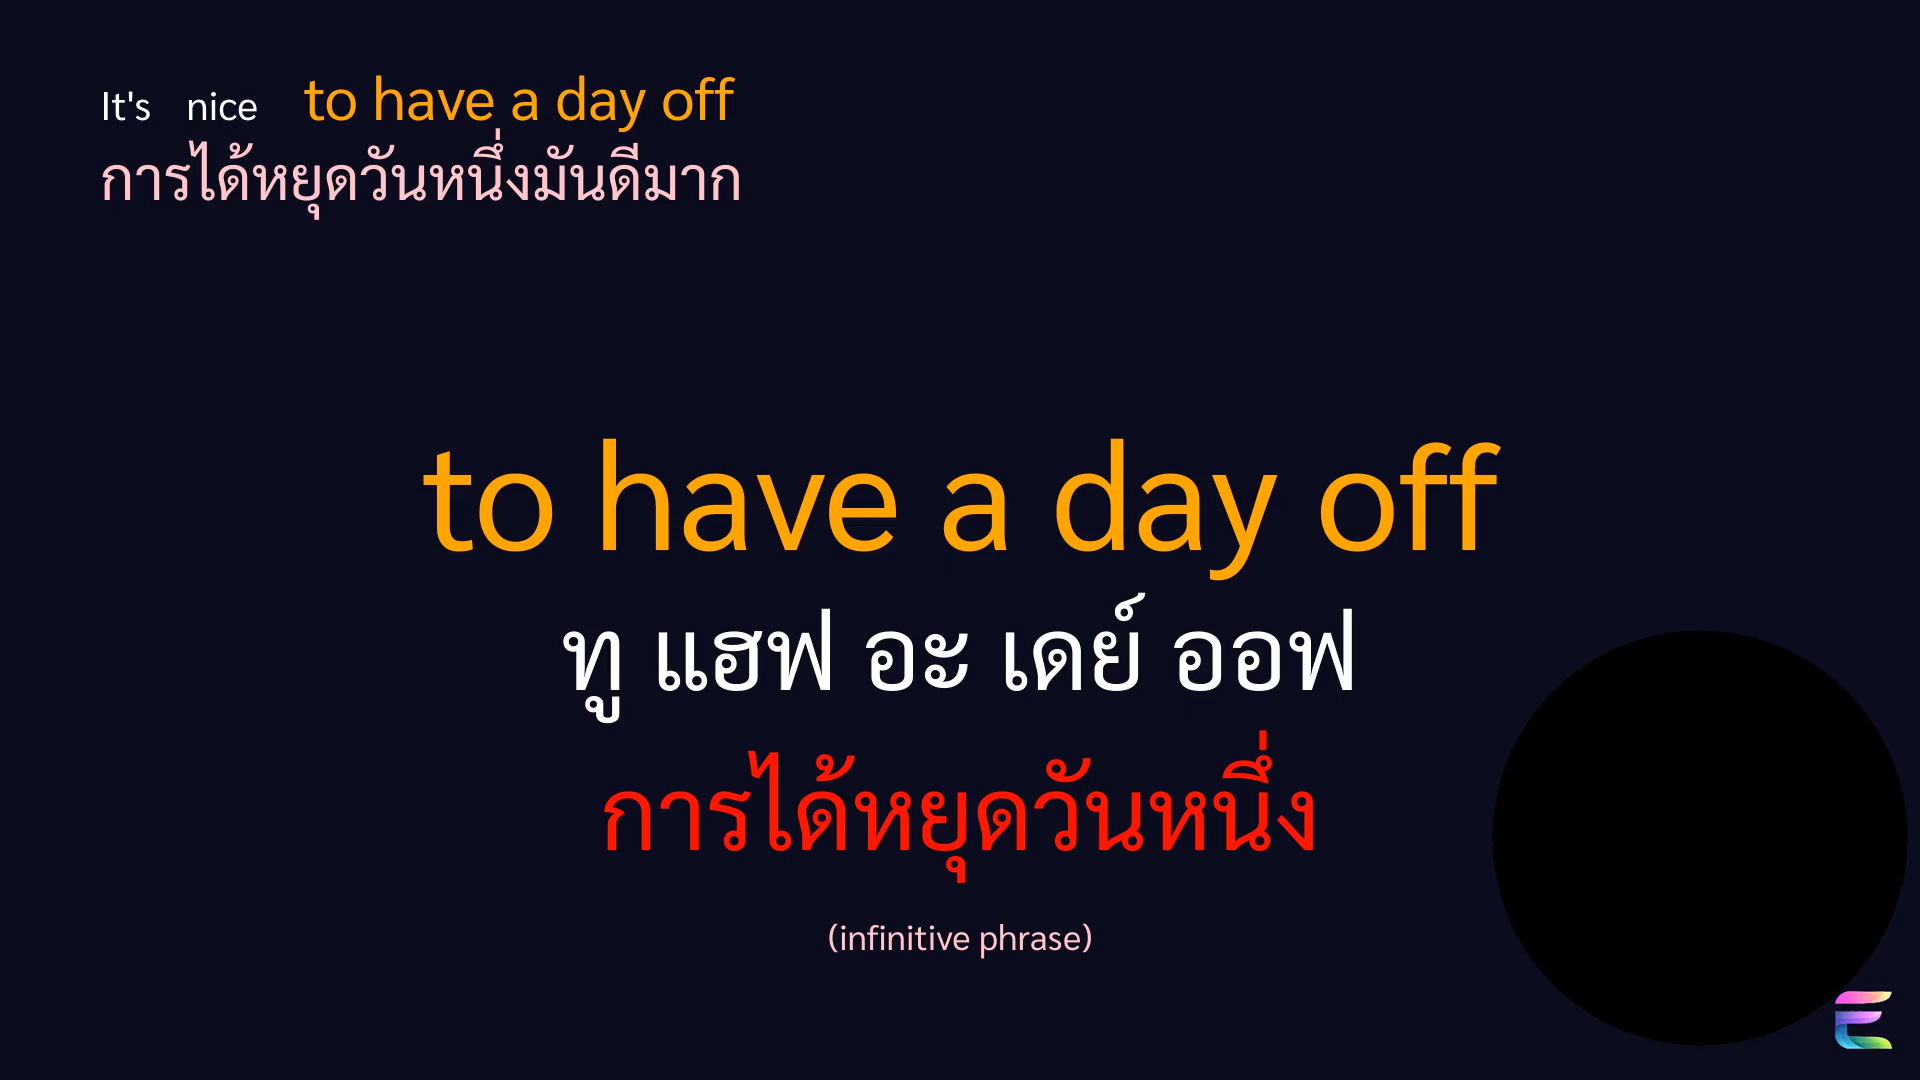 It's nice to have a day off
การได้หยุดวันหนึ่งมันดีมาก
to have a day off
ทู แฮฟ อะ เดย์ ออฟ
การได้หยุดวันหนึ่ง
(infinitive phrase)